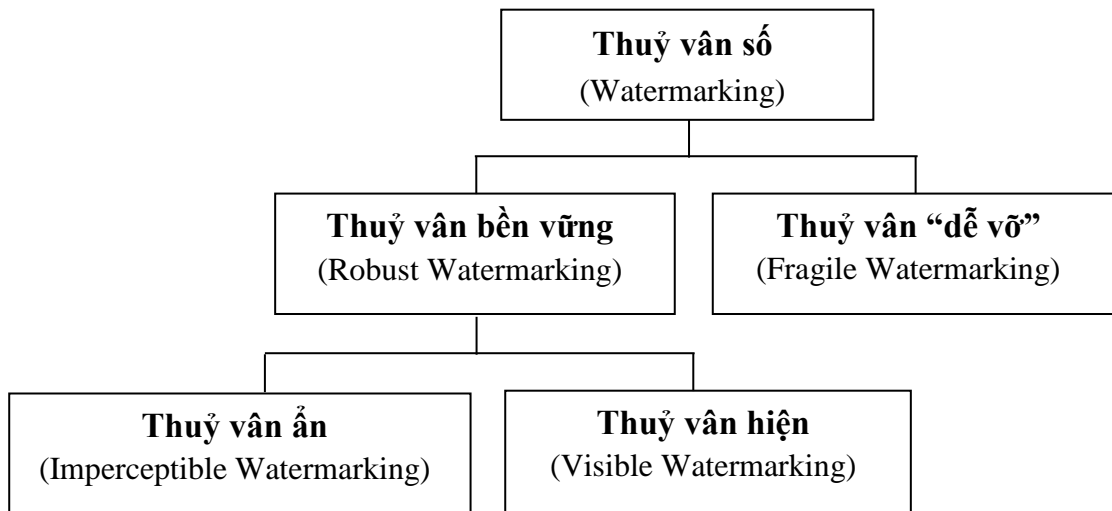 Thuỷ vân số
(Watermarking)
Thuỷ vân bền vững
(Robust Watermarking)
Thuỷ vân “dễ vỡ”
(Fragile Watermarking)
Thuỷ vân ẩn
(Imperceptible Watermarking)
Thuỷ vân hiện
(Visible Watermarking)